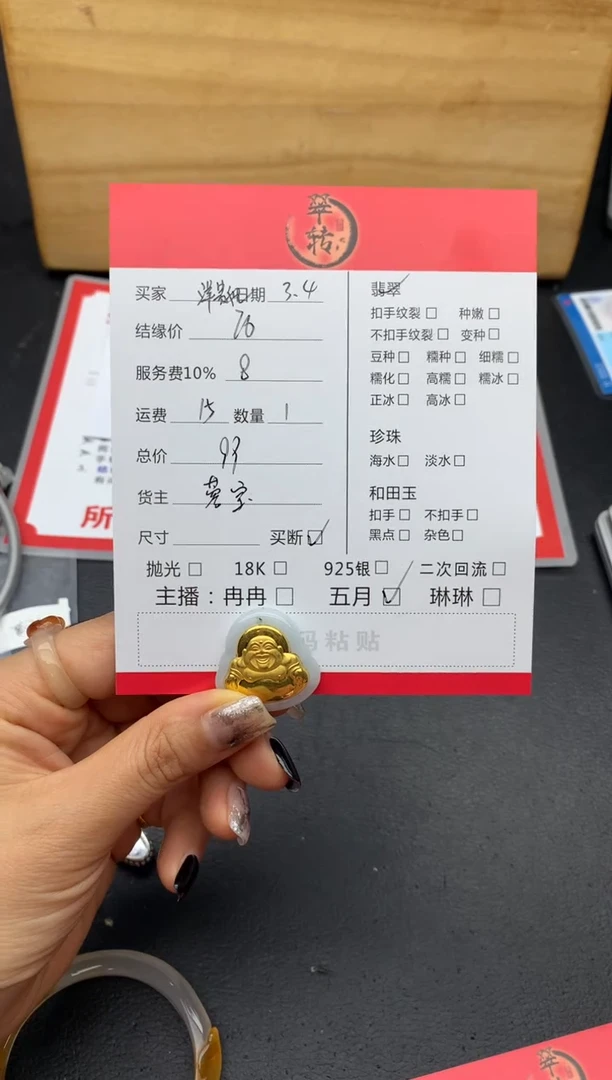 翠
转
买家 日期 3.4
结缘价 76
服务费10% 8
运费 15 数量 1
总价 99
货主
尺寸 买断☑
翡翠
扣手纹裂☐ 种嫩☐
不扣手纹裂☐ 变种☐
豆种☐ 糯种☐ 细糯☐
糯化☐ 高糯☐ 糯冰☐
正冰☐ 高冰☐
珍珠
海水☐ 淡水☐
和田玉
扣手☐ 不扣手☐
黑点☐ 杂色☐
抛光☐ 18K☐ 925银☐ 二次回流☐
主播：冉冉☐ 五月☑ 琳琳☐
码粘贴
所
翠